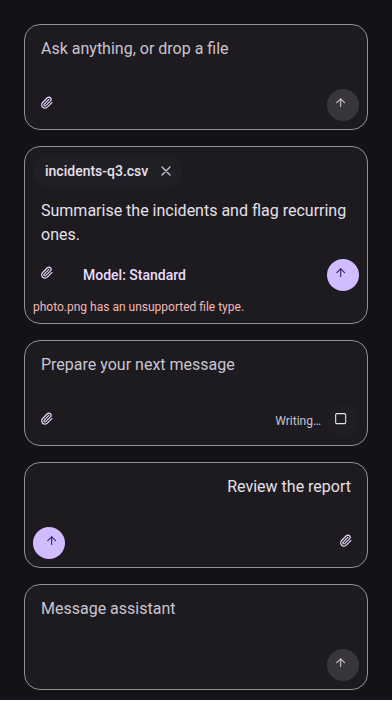 Ask anything, or drop a file
incidents-q3.csv
Summarise the incidents and flag recurring
ones.
Model: Standard
photo.png has an unsupported file type.
Prepare your next message
Writing…
Review the report
Message assistant